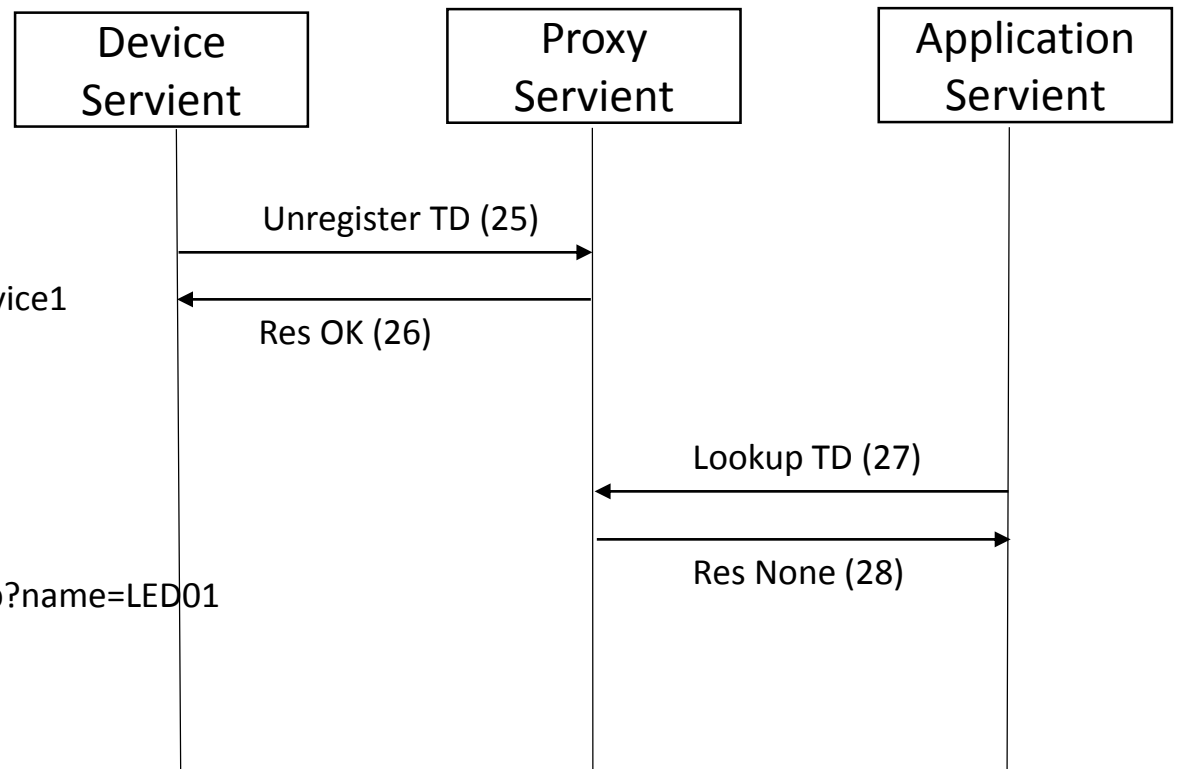 Device
Servient
Proxy
Servient
Application
Servient
Unregister TD (25)
vice1
Res OK (26)
Lookup TD (27)
Res None (28)
?name=LED01